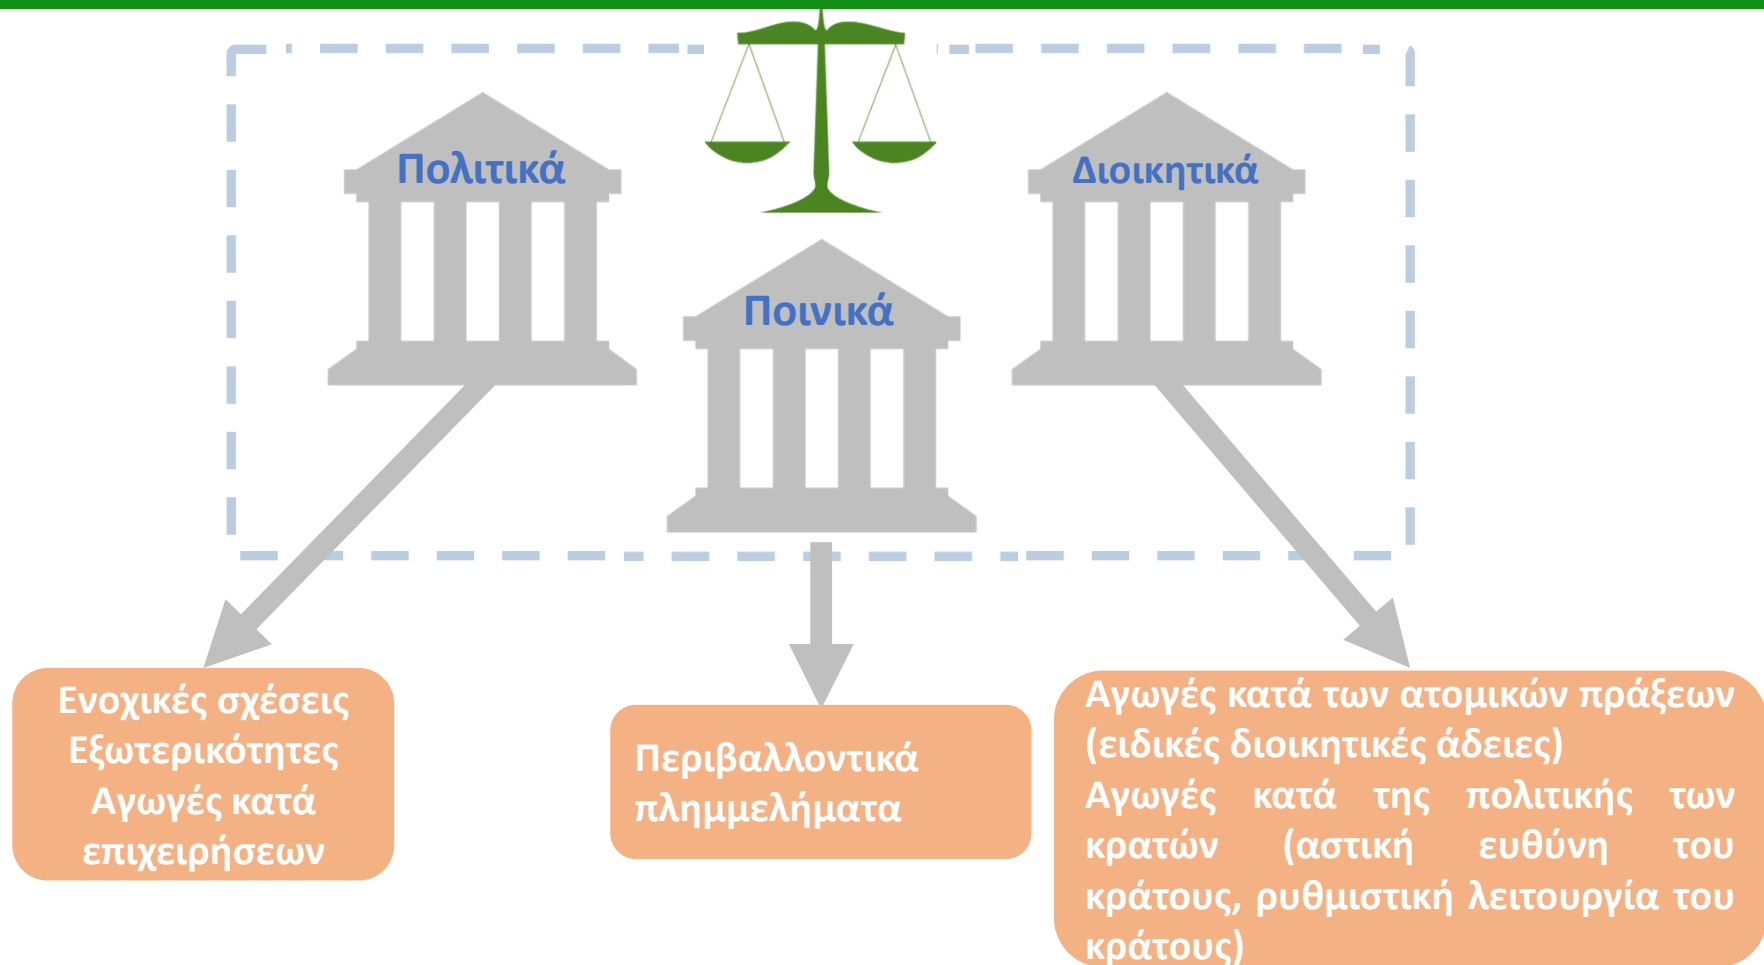 Πολιτικά
Διοικητικά
Ποινικά
Ενοχικές σχέσεις
Εξωτερικότητες
Αγωγές κατά
επιχειρήσεων
Περιβαλλοντικά
πλημμελήματα
Αγωγές κατά των ατομικών πράξεων
(ειδικές διοικητικές άδειες)
Αγωγές κατά της πολιτικής των
κρατών (αστική ευθύνη του
κράτους, ρυθμιστική λειτουργία του
κράτους)